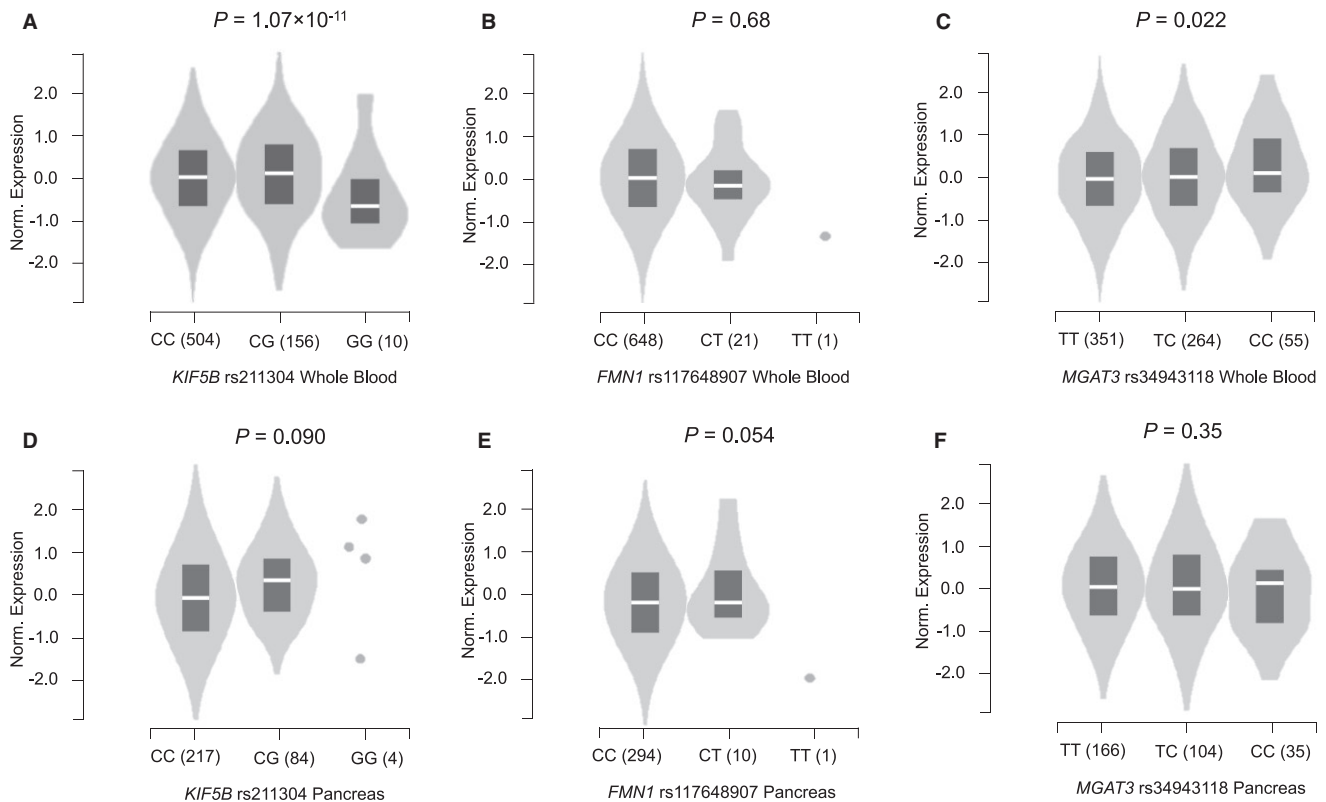 A
P = 1.07×10⁻¹¹
Norm. Expression
2.0
1.0
0.0
-1.0
-2.0
CC (504) CG (156) GG (10)
KIF5B rs211304 Whole Blood
B
P = 0.68
Norm. Expression
2.0
1.0
0.0
-1.0
-2.0
CC (648) CT (21) TT (1)
FMN1 rs117648907 Whole Blood
C
P = 0.022
Norm. Expression
2.0
1.0
0.0
-1.0
-2.0
TT (351) TC (264) CC (55)
MGAT3 rs34943118 Whole Blood
D
P = 0.090
Norm. Expression
2.0
1.0
0.0
-1.0
-2.0
CC (217) CG (84) GG (4)
KIF5B rs211304 Pancreas
E
P = 0.054
Norm. Expression
2.0
1.0
0.0
-1.0
-2.0
CC (294) CT (10) TT (1)
FMN1 rs117648907 Pancreas
F
P = 0.35
Norm. Expression
2.0
1.0
0.0
-1.0
-2.0
TT (166) TC (104) CC (35)
MGAT3 rs34943118 Pancreas